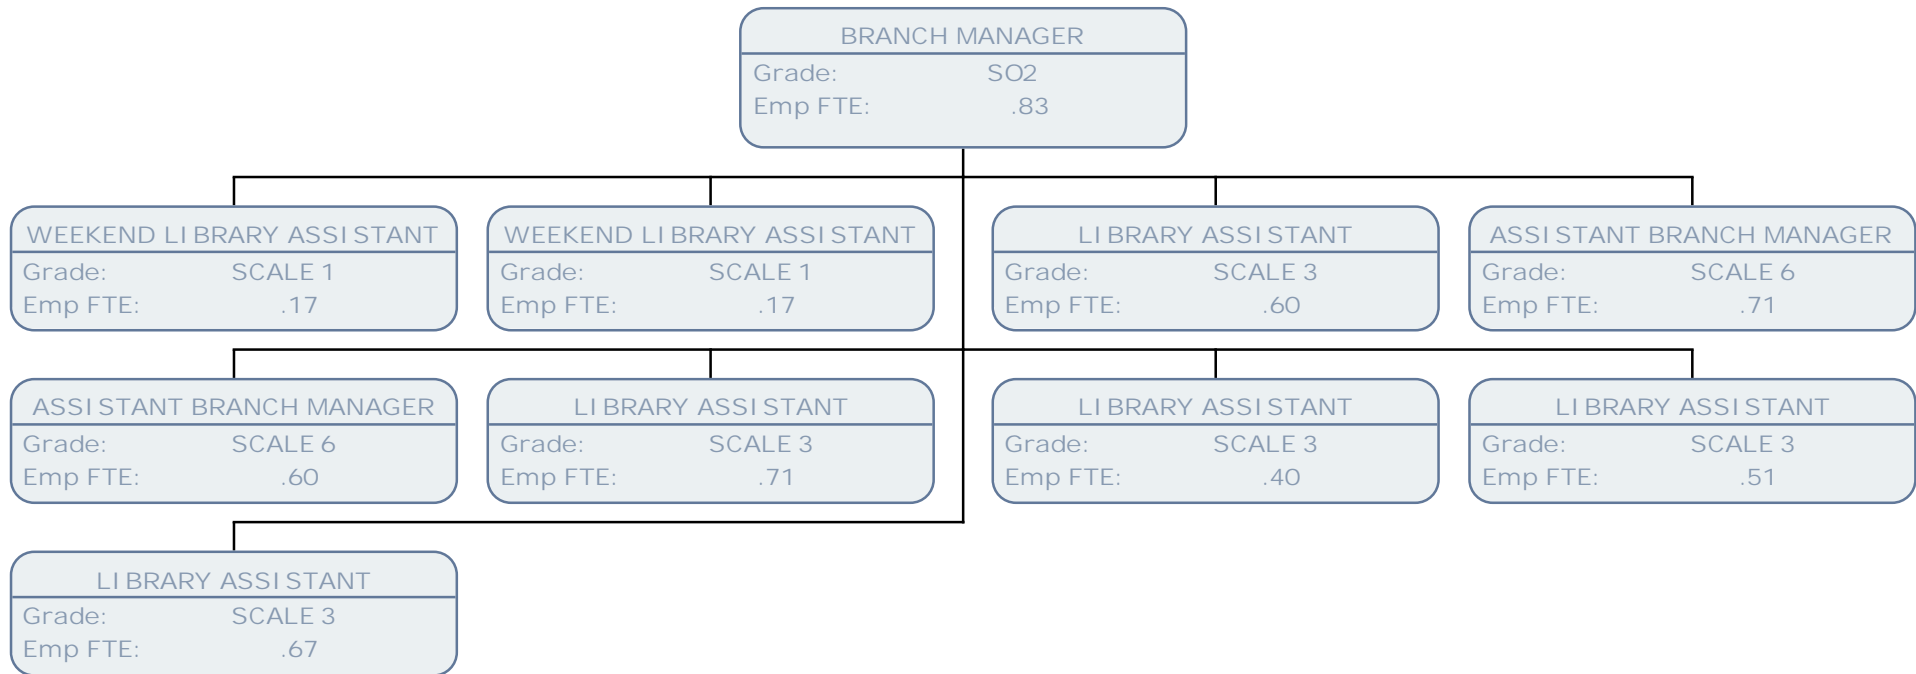 BRANCH MANAGER
Grade: SO2
Emp FTE: .83
WEEKEND LIBRARY ASSISTANT
Grade: SCALE 1
Emp FTE: .17
WEEKEND LIBRARY ASSISTANT
Grade: SCALE 1
Emp FTE: .17
LIBRARY ASSISTANT
Grade: SCALE 3
Emp FTE: .60
ASSISTANT BRANCH MANAGER
Grade: SCALE 6
Emp FTE: .71
ASSISTANT BRANCH MANAGER
Grade: SCALE 6
Emp FTE: .60
LIBRARY ASSISTANT
Grade: SCALE 3
Emp FTE: .71
LIBRARY ASSISTANT
Grade: SCALE 3
Emp FTE: .40
LIBRARY ASSISTANT
Grade: SCALE 3
Emp FTE: .51
LIBRARY ASSISTANT
Grade: SCALE 3
Emp FTE: .67